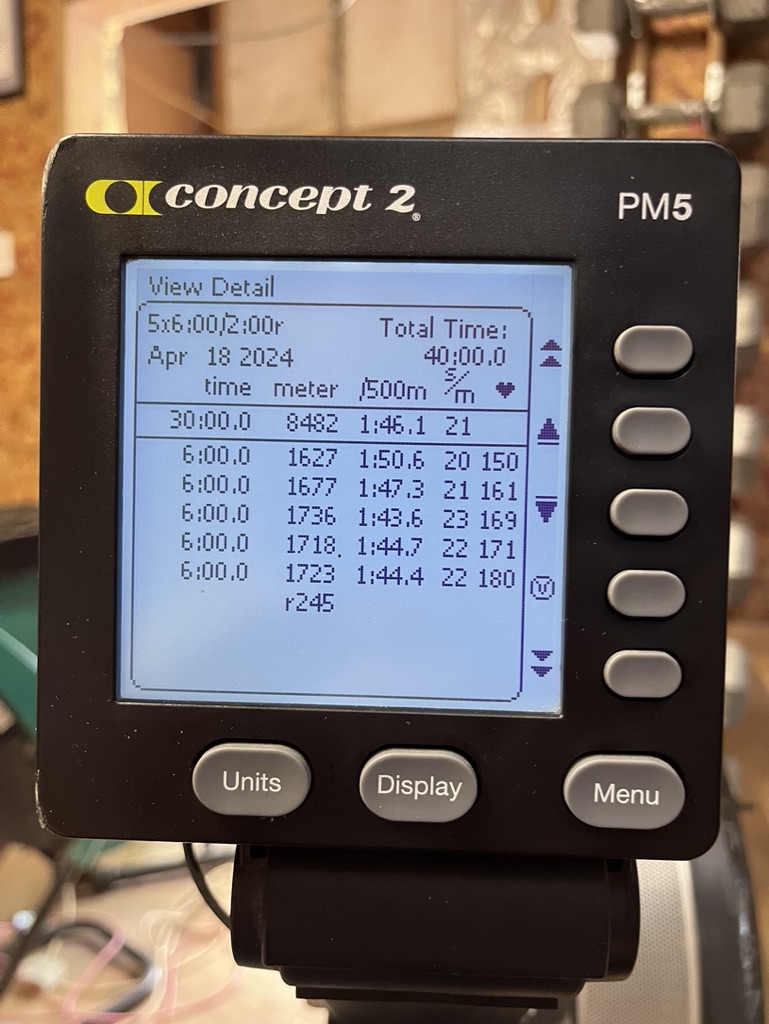 concept 2®
PM5
View Detail
5x6:00/2:00r Total Time:
Apr 18 2024 40:00.0
time meter /500m s/m ♥
30:00.0 8482 1:46.1 21
6:00.0 1627 1:50.6 20 150
6:00.0 1677 1:47.3 21 161
6:00.0 1736 1:43.6 23 169
6:00.0 1718 1:44.7 22 171
6:00.0 1723 1:44.4 22 180
r245
V
Units Display Menu